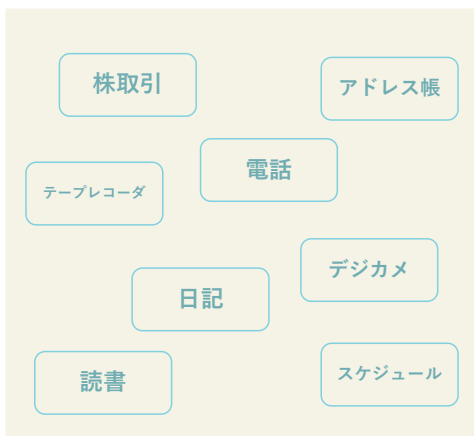 株取引
アドレス帳
電話
テープレコーダ
デジカメ
日記
読書
スケジュール